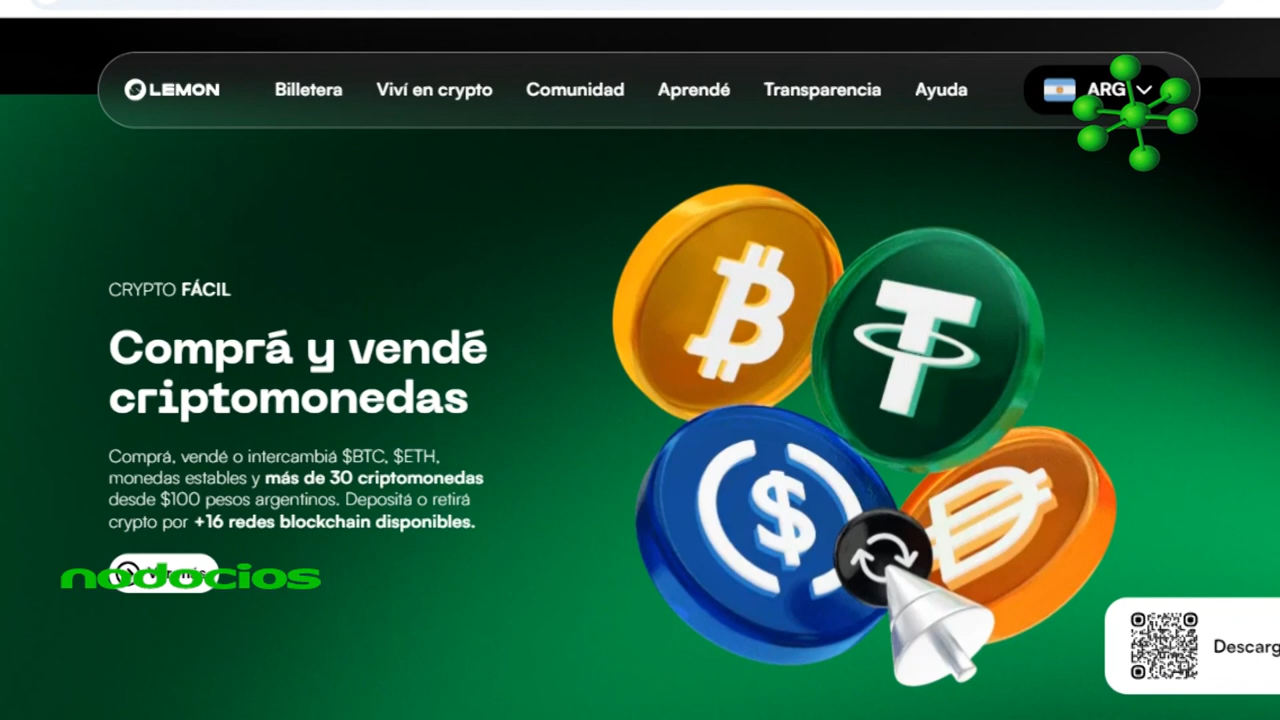 LEMON Billetera Viví en crypto Comunidad Aprendé Transparencia Ayuda ARG
CRYPTO FÁCIL
Comprá y vendé
criptomonedas
Comprá, vendé o intercambiá $BTC, $ETH,
monedas estables y más de 30 criptomonedas
desde $100 pesos argentinos. Depositá o retirá
crypto por +16 redes blockchain disponibles.
nodocios